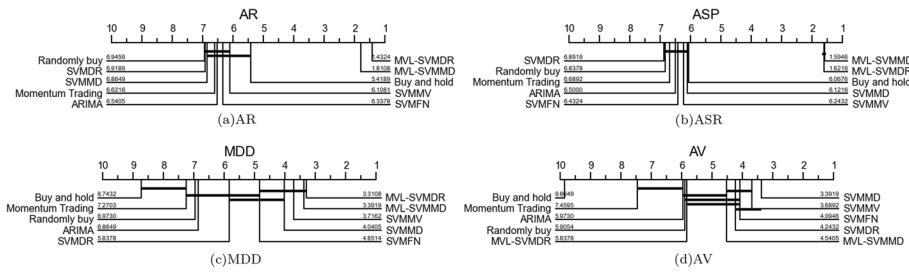 AR
10 9 8 7 6 5 4 3 2 1
Randomly buy 6.9459 1.4324 MVL-SVMDR
SVMDR 6.9189 1.8108 MVL-SVMMD
SVMMD 6.8649 5.4189 Buy and hold
Momentum Trading 6.6216 6.1081 SVMMV
ARIMA 6.5405 6.3378 SVMFN
(a)AR
ASP
10 9 8 7 6 5 4 3 2 1
SVMDR 6.8919 1.5946 MVL-SVMMD
Randomly buy 6.8378 1.6216 MVL-SVMDR
Momentum Trading 6.6892 6.0676 Buy and hold
ARIMA 6.5000 6.1216 SVMMD
SVMFN 6.4324 6.2432 SVMMV
(b)ASR
MDD
10 9 8 7 6 5 4 3 2 1
Buy and hold 8.7432 3.3108 MVL-SVMDR
Momentum Trading 7.2703 3.3919 MVL-SVMMD
Randomly buy 6.9730 3.7162 SVMMV
ARIMA 6.8649 4.0405 SVMMD
SVMDR 5.8378 4.8514 SVMFN
(c)MDD
AV
10 9 8 7 6 5 4 3 2 1
Buy and hold 9.8649 3.3919 SVMMD
Momentum Trading 7.4595 3.6892 SVMMV
ARIMA 5.9730 4.0946 SVMFN
Randomly buy 5.9054 4.2432 SVMDR
MVL-SVMDR 5.8378 4.5405 MVL-SVMMD
(d)AV